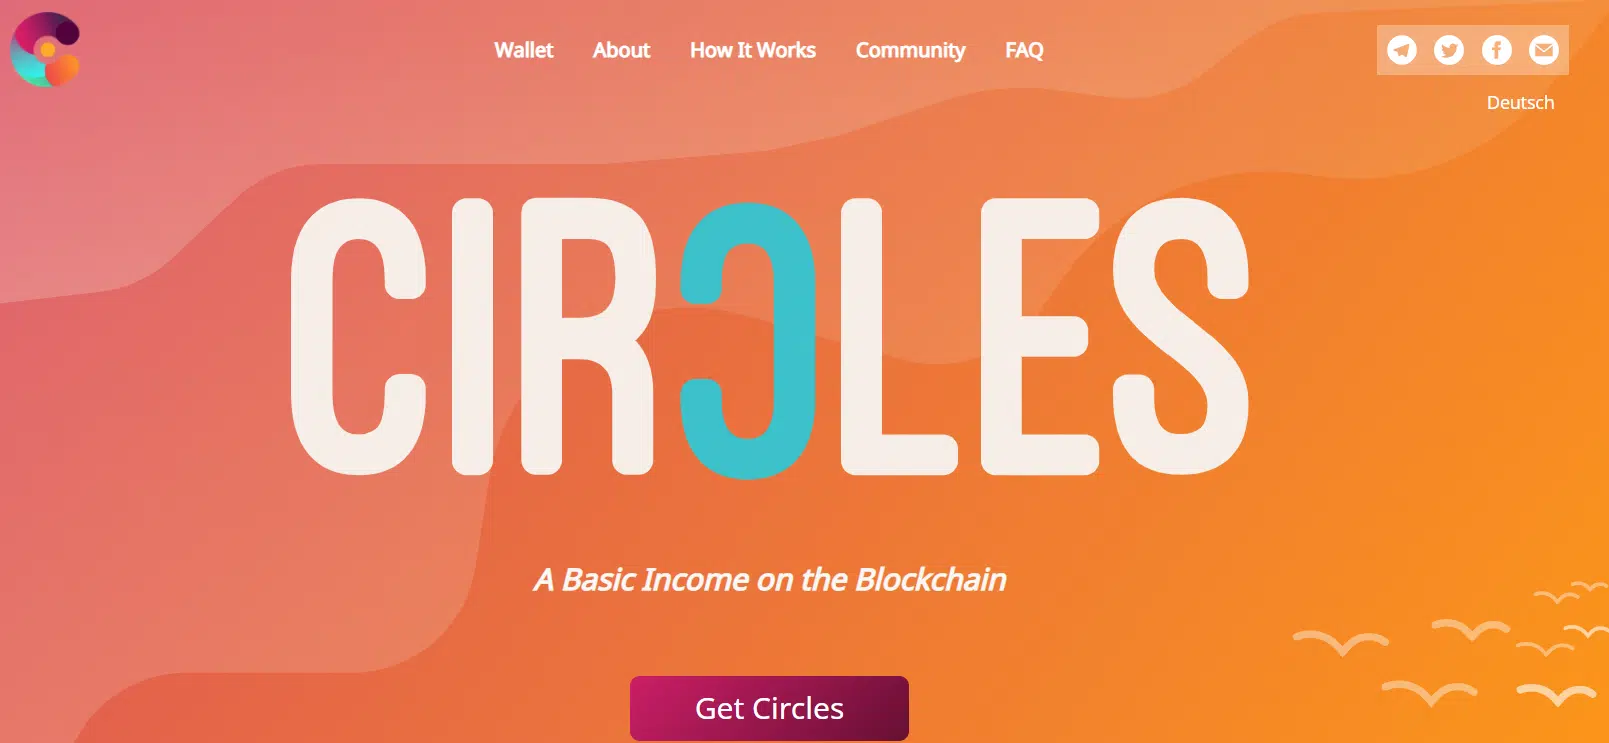 Wallet About How It Works Community FAQ
Deutsch
CIRCLES
A Basic Income on the Blockchain
Get Circles